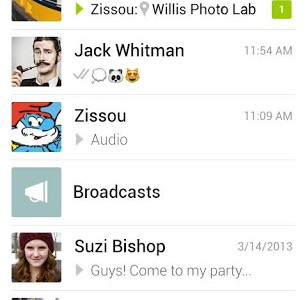 Zissou: Willis Photo Lab 1
Jack Whitman 11:54 AM
Zissou 11:09 AM
Audio
Broadcasts
Suzi Bishop 3/14/2013
Guys! Come to my party...